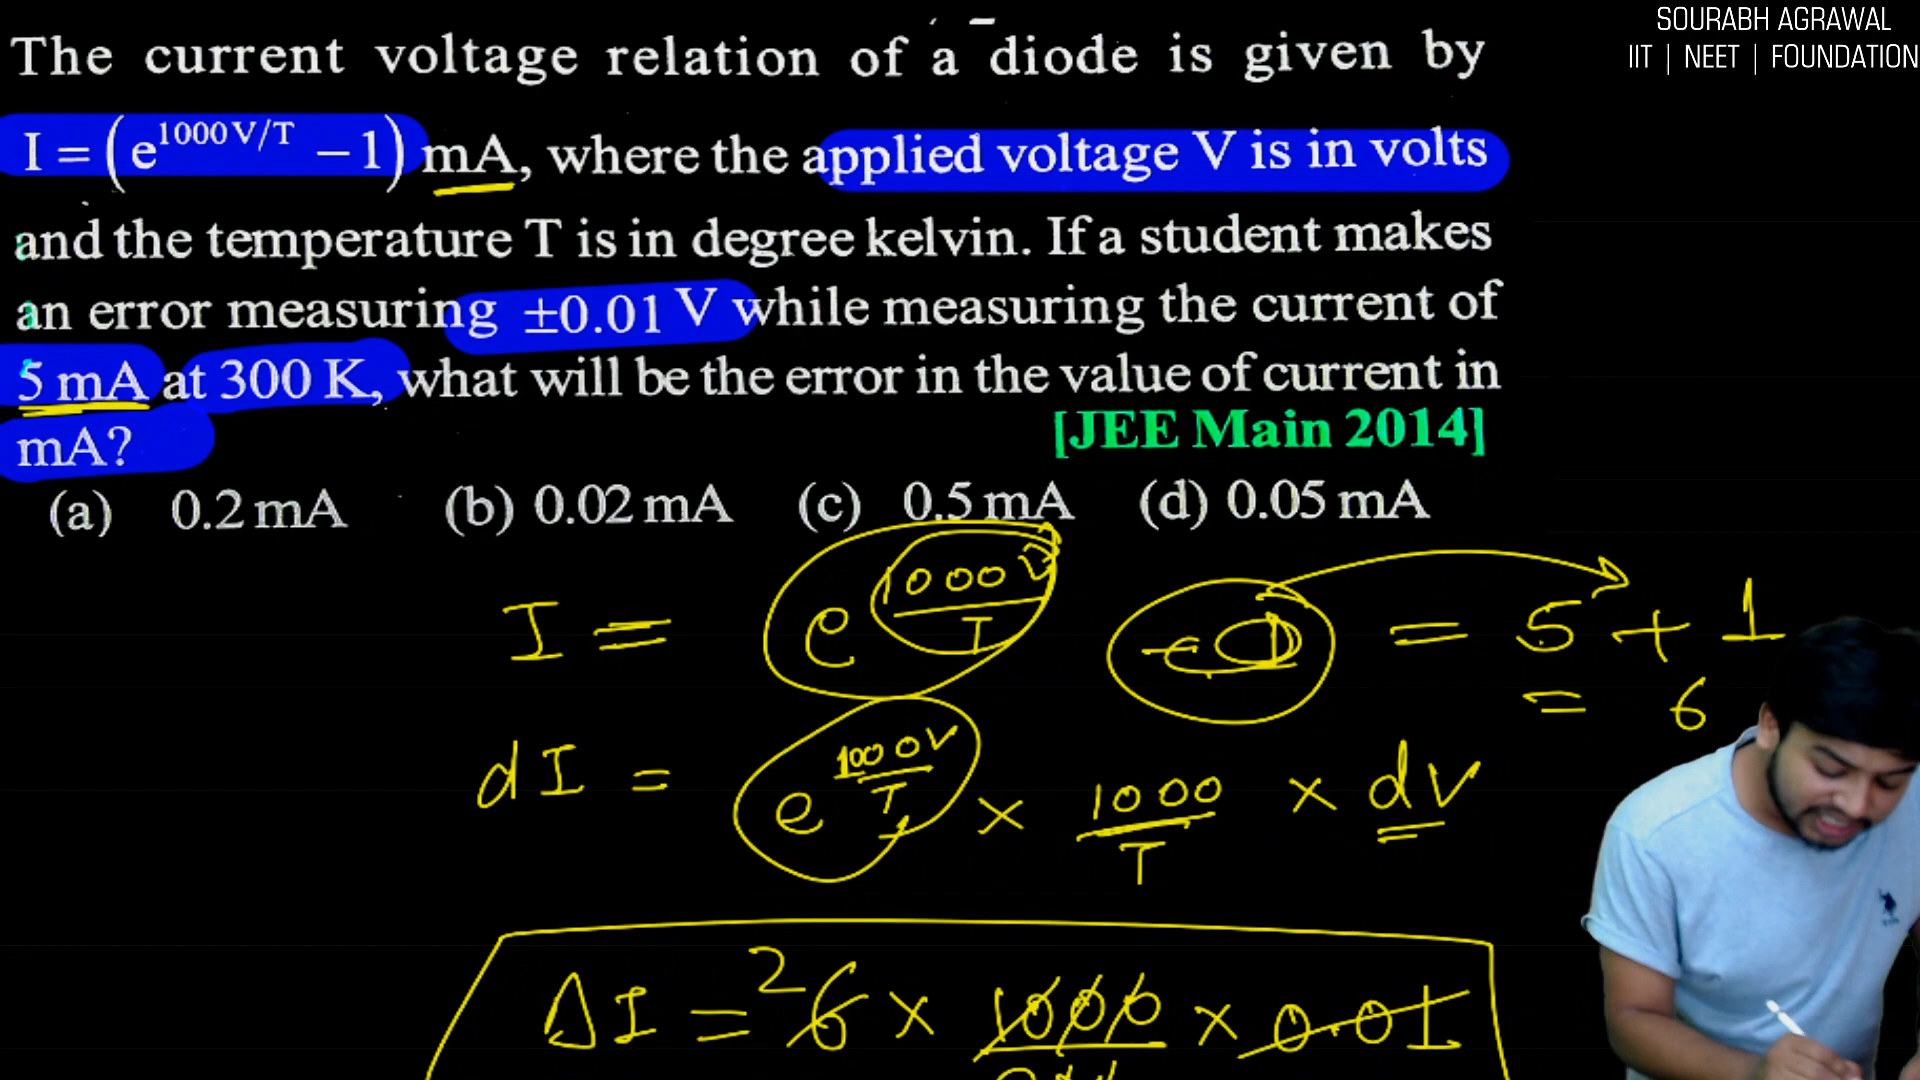 SOURABH AGRAWAL
IIT | NEET | FOUNDATION
The current voltage relation of a diode is given by
I = (e^{1000V/T} – 1) mA, where the applied voltage V is in volts
and the temperature T is in degree kelvin. If a student makes
an error measuring ±0.01 V while measuring the current of
5 mA at 300 K, what will be the error in the value of current in
mA?
[JEE Main 2014]
(a) 0.2 mA (b) 0.02 mA (c) 0.5 mA (d) 0.05 mA
I = e^{1000V/T} -1 = 5 + 1
= 6
dI = e^{1000V/T} × 1000/T × dV
ΔI = 2 6 × 1000 × 0.01